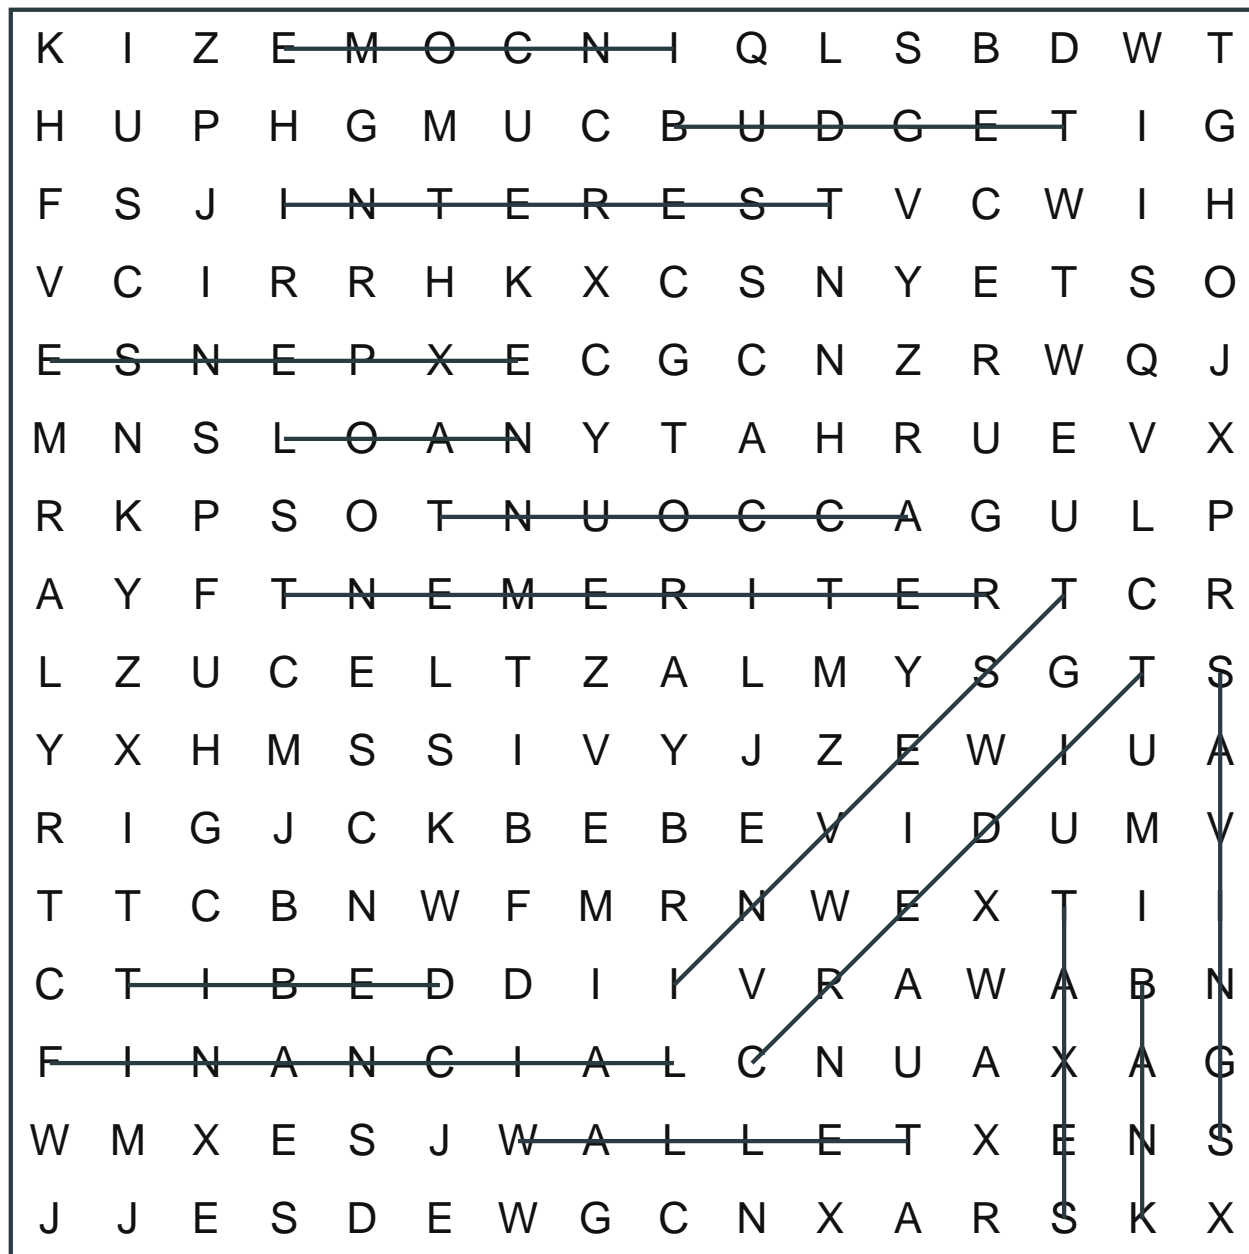 K I Z E M O C N I Q L S B D W T
H U P H G M U C B U D G E T I G
F S J I N T E R E S T V C W I H
V C I R R H K X C S N Y E T S O
E S N E P X E C G C N Z R W Q J
M N S L O A N Y T A H R U E V X
R K P S O T N U O C C A G U L P
A Y F T N E M E R I T E R T C R
L Z U C E L T Z A L M Y S G T S
Y X H M S S I V Y J Z E W I U A
R I G J C K B E B E V I D U M V
T T C B N W F M R N W E X T I I
C T I B E D D I I V R A W A B N
F I N A N C I A L C N U A X A G
W M X E S J W A L L E T X E N S
J J E S D E W G C N X A R S K X